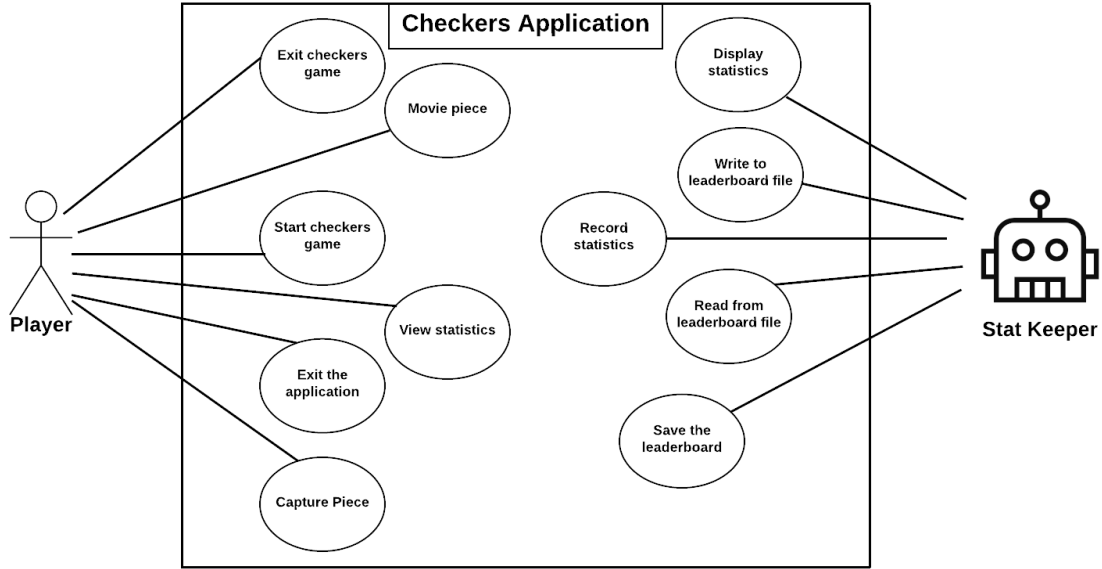 Checkers Application
Exit checkers
game
Movie piece
Start checkers
game
View statistics
Exit the
application
Capture Piece
Player
Display
statistics
Write to
leaderboard file
Record
statistics
Read from
leaderboard file
Save the
leaderboard
Stat Keeper